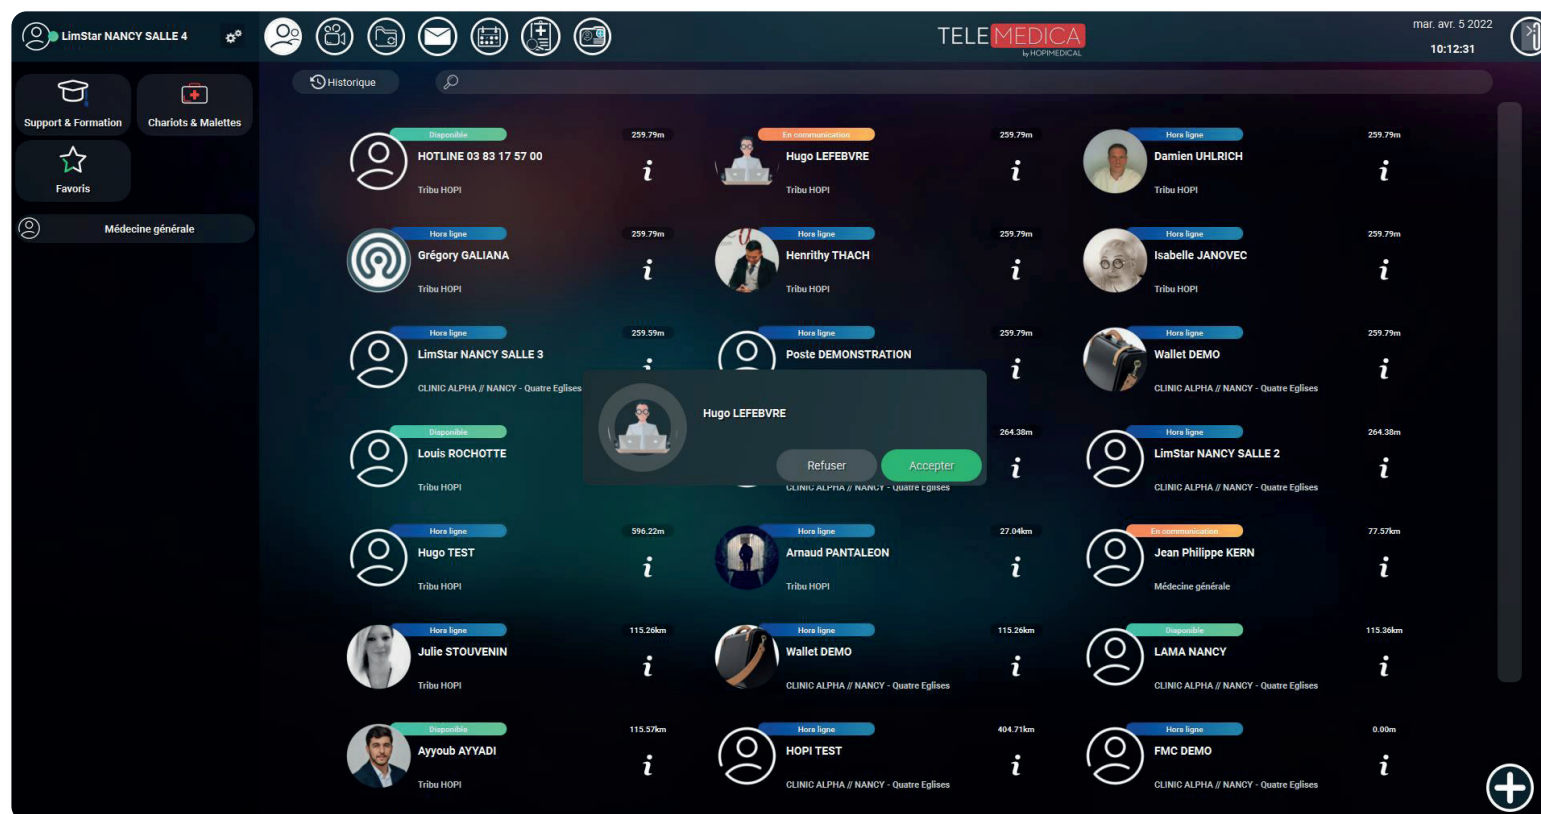 LimStar NANCY SALLE 4
TELE MEDICA
by HOPIMEDICAL
mar. avr. 5 2022
10:12:31
Support & Formation
Chariots & Malettes
Favoris
Médecine générale
Historique
Disponible
259.79m
HOTLINE 03 83 17 57 00
Tribu HOPI
En communication
259.79m
Hugo LEFEBVRE
Tribu HOPI
Hors ligne
259.79m
Damien UHLRICH
Tribu HOPI
Hors ligne
259.79m
Grégory GALIANA
Tribu HOPI
Hors ligne
259.79m
Henrithy THACH
Tribu HOPI
Hors ligne
259.79m
Isabelle JANOVEC
Tribu HOPI
Hors ligne
259.59m
LimStar NANCY SALLE 3
CLINIC ALPHA // NANCY - Quatre Eglises
Hors ligne
259.79m
Poste DEMONSTRATION
Hors ligne
259.79m
Wallet DEMO
CLINIC ALPHA // NANCY - Quatre Eglises
Hugo LEFEBVRE
Refuser
Accepter
Disponible
Louis ROCHOTTE
Tribu HOPI
264.38m
CLINIC ALPHA // NANCY - Quatre Eglises
Hors ligne
264.38m
LimStar NANCY SALLE 2
CLINIC ALPHA // NANCY - Quatre Eglises
Hors ligne
596.22m
Hugo TEST
Tribu HOPI
Hors ligne
27.04km
Arnaud PANTALEON
Tribu HOPI
En communication
77.57km
Jean Philippe KERN
Médecine générale
Hors ligne
115.26km
Julie STOUVENIN
Tribu HOPI
Hors ligne
115.26km
Wallet DEMO
CLINIC ALPHA // NANCY - Quatre Eglises
Disponible
115.36km
LAMA NANCY
CLINIC ALPHA // NANCY - Quatre Eglises
Disponible
115.57km
Ayyoub AYYADI
Tribu HOPI
Hors ligne
404.71km
HOPI TEST
CLINIC ALPHA // NANCY - Quatre Eglises
Hors ligne
0.00m
FMC DEMO
CLINIC ALPHA // NANCY - Quatre Eglises